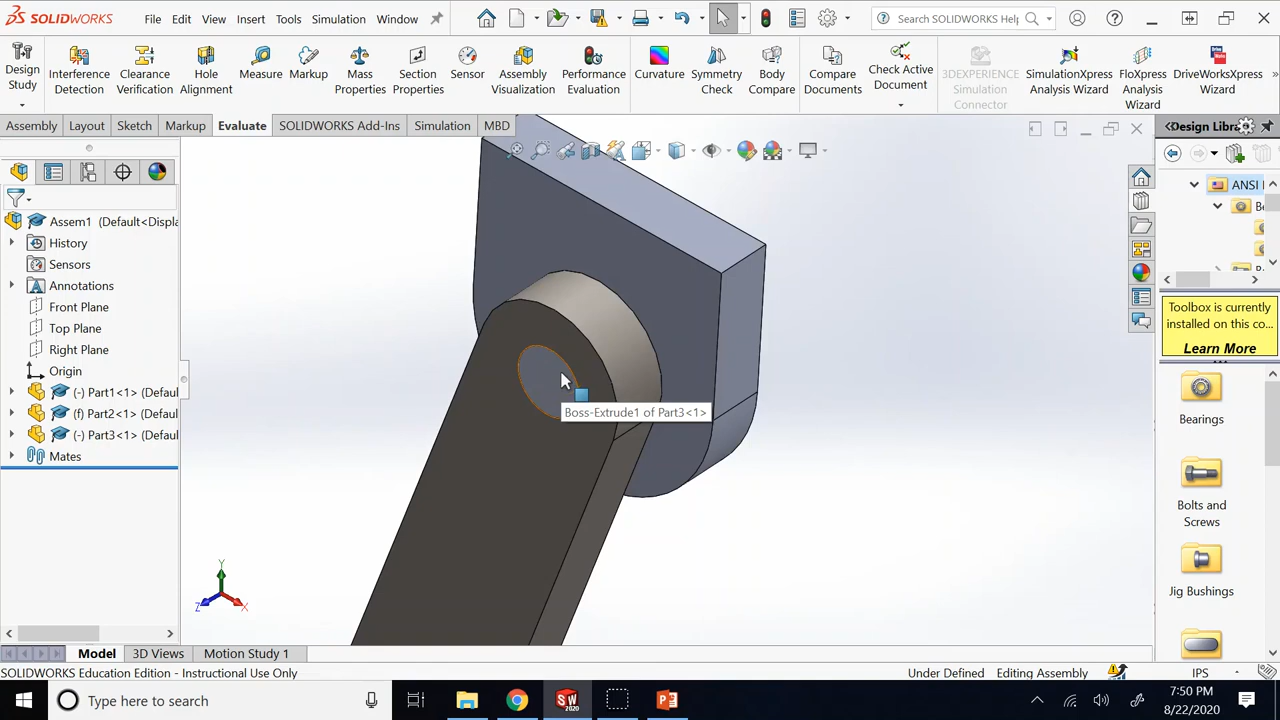 SOLIDWORKS File Edit View Insert Tools Simulation Window Search SOLIDWORKS Help
Design Study
Interference Detection
Clearance Verification
Hole Alignment
Measure
Markup
Mass Properties
Section Properties
Sensor
Assembly Visualization
Performance Evaluation
Curvature
Symmetry Check
Body Compare
Compare Documents
Check Active Document
3DEXPERIENCE Simulation Connector
SimulationXpress Analysis Wizard
FloXpress Analysis Wizard
DriveWorksXpress Wizard
Assembly Layout Sketch Markup Evaluate SOLIDWORKS Add-Ins Simulation MBD
Design Libr
ANSI
Be
Assem1 (Default<Displa
History
Sensors
Annotations
Front Plane
Top Plane
Right Plane
Origin
(-) Part1<1> (Defaul
(f) Part2<1> (Defaul
(-) Part3<1> (Defaul
Mates
Boss-Extrude1 of Part3<1>
Y
Z
X
Toolbox is currently
installed on this co...
Learn More
Bearings
Bolts and
Screws
Jig Bushings
Model 3D Views Motion Study 1
SOLIDWORKS Education Edition - Instructional Use Only Under Defined Editing Assembly IPS
Type here to search
SW
2020
7:50 PM
8/22/2020